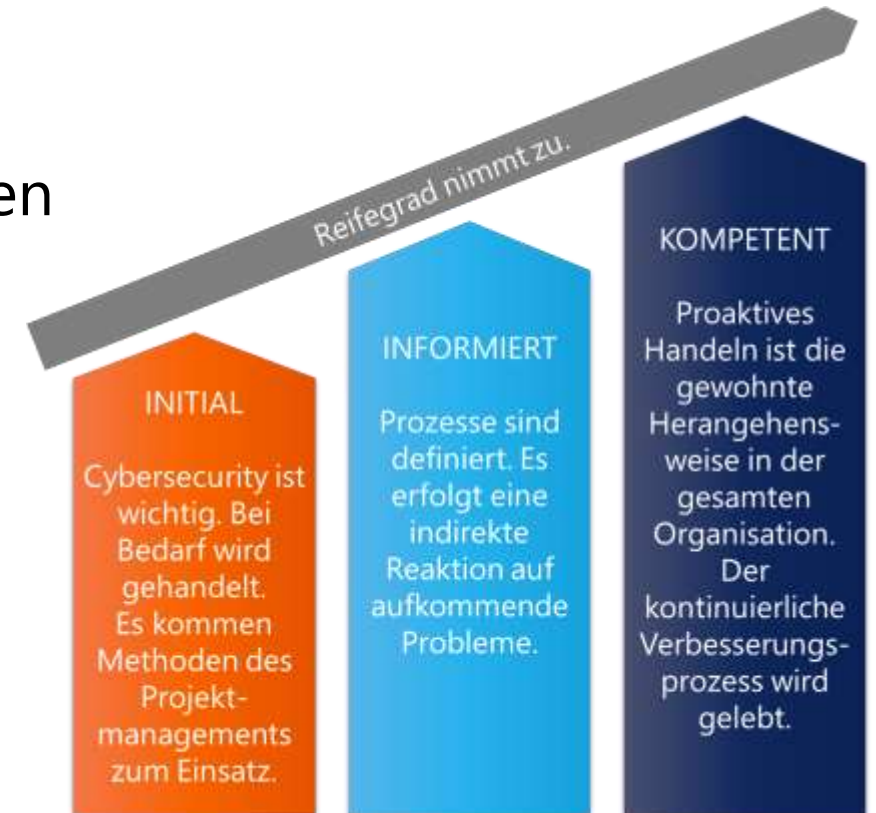 en
Reifegrad nimmt zu.
INITIAL
Cybersecurity ist
wichtig. Bei
Bedarf wird
gehandelt.
Es kommen
Methoden des
Projekt-
managements
zum Einsatz.
INFORMIERT
Prozesse sind
definiert. Es
erfolgt eine
indirekte
Reaktion auf
aufkommende
Probleme.
KOMPETENT
Proaktives
Handeln ist die
gewohnte
Herangehens-
weise in der
gesamten
Organisation.
Der
kontinuierliche
Verbesserungs-
prozess wird
gelebt.